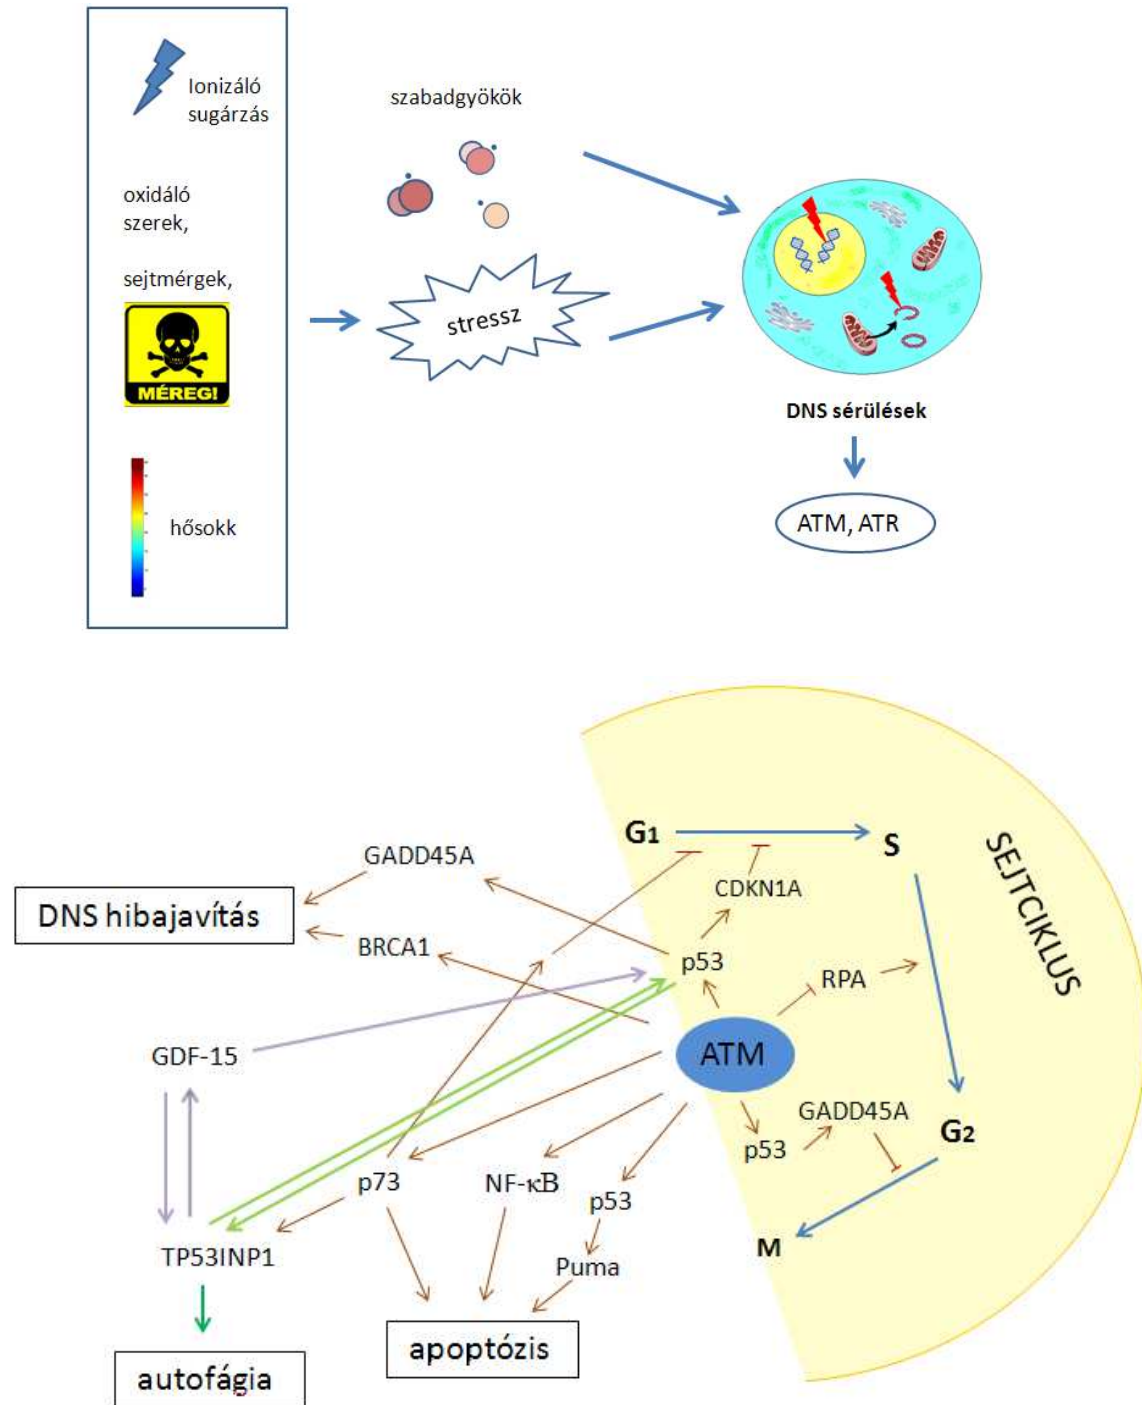 Ionizáló
sugárzás
oxidáló
szerek,
sejtmérgek,
MÉREG!
hősokk
szabadgyökök
stressz
DNS sérülések
ATM, ATR
SEJTCIKLUS
G1
S
GADD45A
CDKN1A
DNS hibajavítás
BRCA1
p53
RPA
GDF-15
ATM
GADD45A
G2
p53
p73
NF-κB
p53
M
TP53INP1
Puma
apoptózis
autofágia